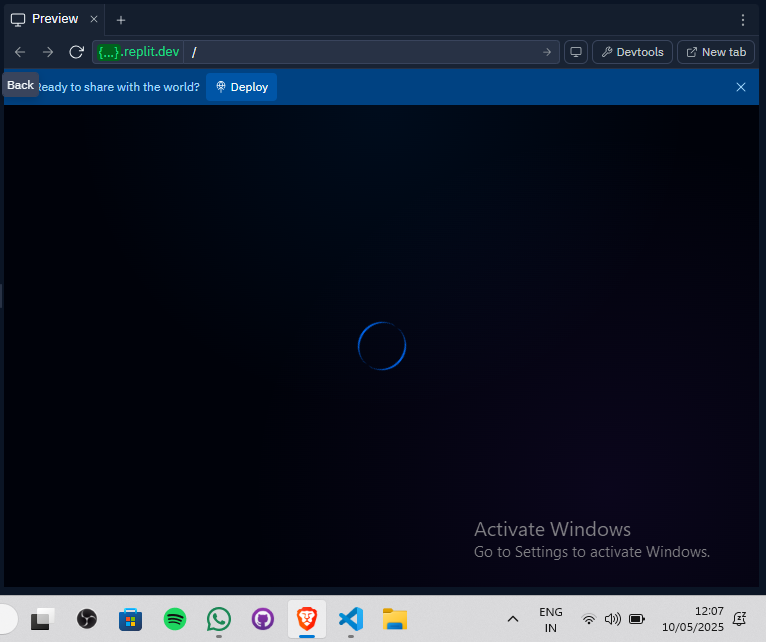 Preview
{...}.replit.dev /
Devtools
New tab
Back
Ready to share with the world?
Deploy
Activate Windows
Go to Settings to activate Windows.
ENG
IN
12:07
10/05/2025